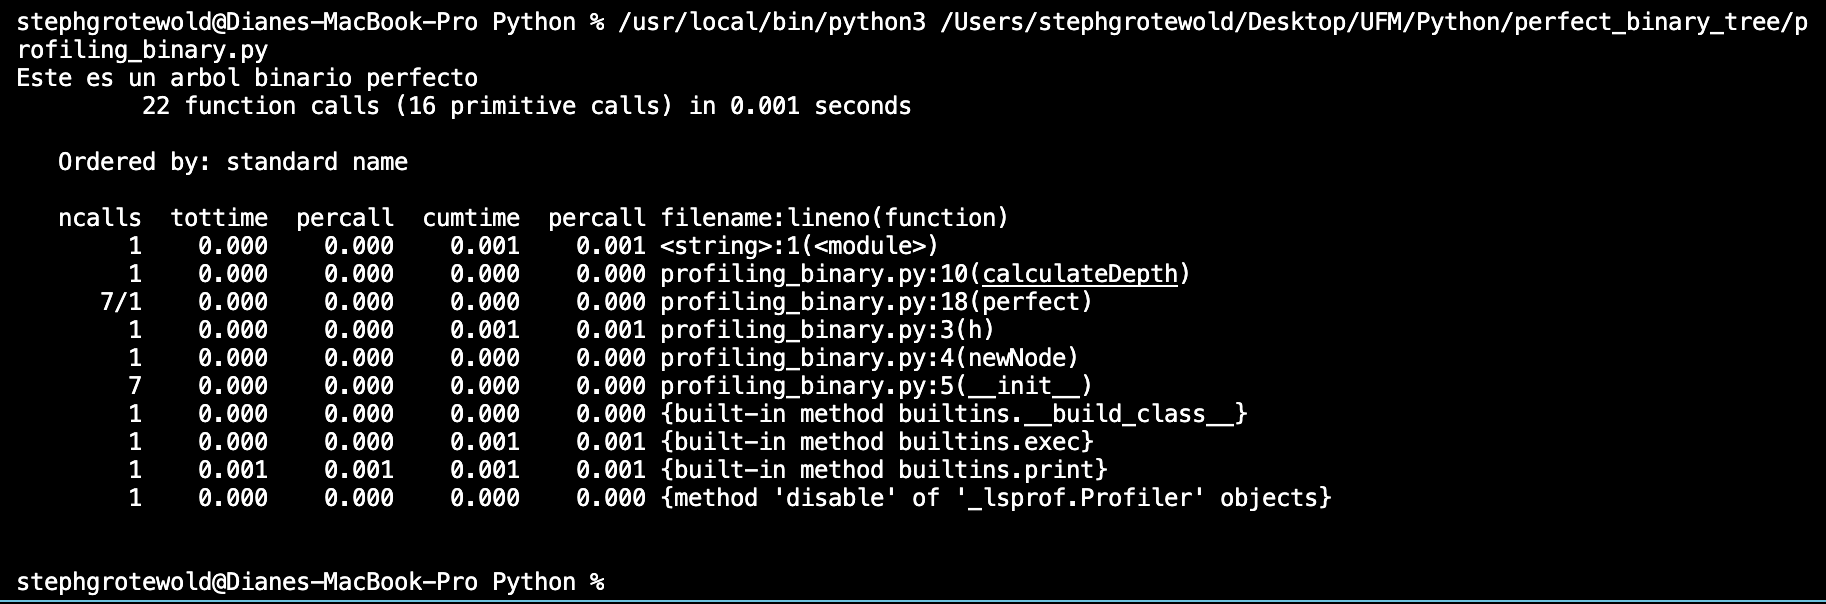 stephgrotewold@Dianes-MacBook-Pro Python % /usr/local/bin/python3 /Users/stephgrotewold/Desktop/UFM/Python/perfect_binary_tree/p
rofiling_binary.py
Este es un arbol binario perfecto
         22 function calls (16 primitive calls) in 0.001 seconds
   Ordered by: standard name
   ncalls  tottime  percall  cumtime  percall filename:lineno(function)
        1    0.000    0.000    0.001    0.001 <string>:1(<module>)
        1    0.000    0.000    0.000    0.000 profiling_binary.py:10(calculateDepth)
      7/1    0.000    0.000    0.000    0.000 profiling_binary.py:18(perfect)
        1    0.000    0.000    0.001    0.001 profiling_binary.py:3(h)
        1    0.000    0.000    0.000    0.000 profiling_binary.py:4(newNode)
        7    0.000    0.000    0.000    0.000 profiling_binary.py:5(__init__)
        1    0.000    0.000    0.000    0.000 {built-in method builtins.__build_class__}
        1    0.000    0.000    0.001    0.001 {built-in method builtins.exec}
        1    0.001    0.001    0.001    0.001 {built-in method builtins.print}
        1    0.000    0.000    0.000    0.000 {method 'disable' of '_lsprof.Profiler' objects}
stephgrotewold@Dianes-MacBook-Pro Python %